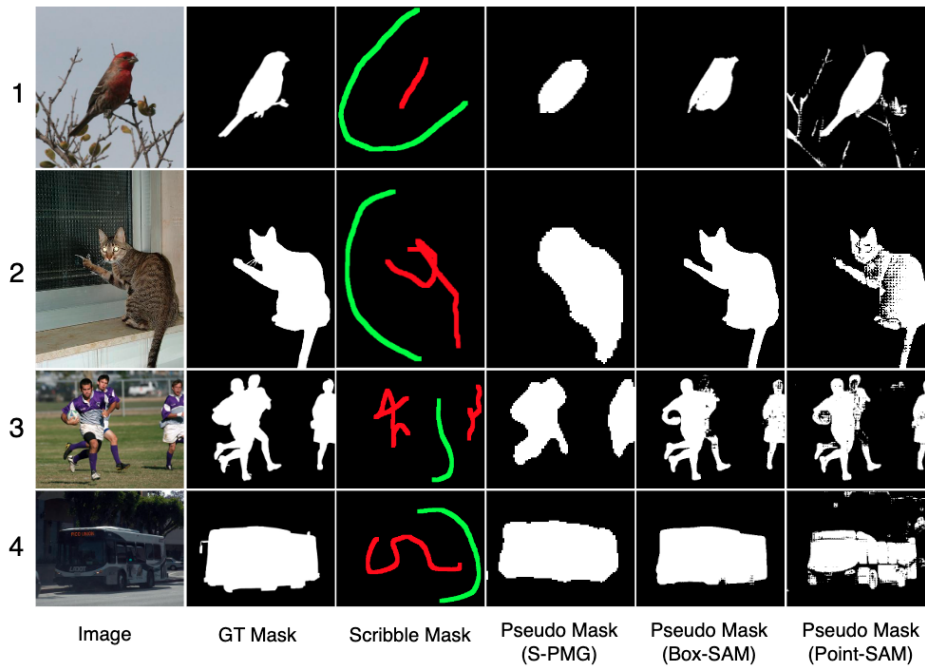 1
2
3
4
Image
GT Mask
Scribble Mask
Pseudo Mask
(S-PMG)
Pseudo Mask
(Box-SAM)
Pseudo Mask
(Point-SAM)